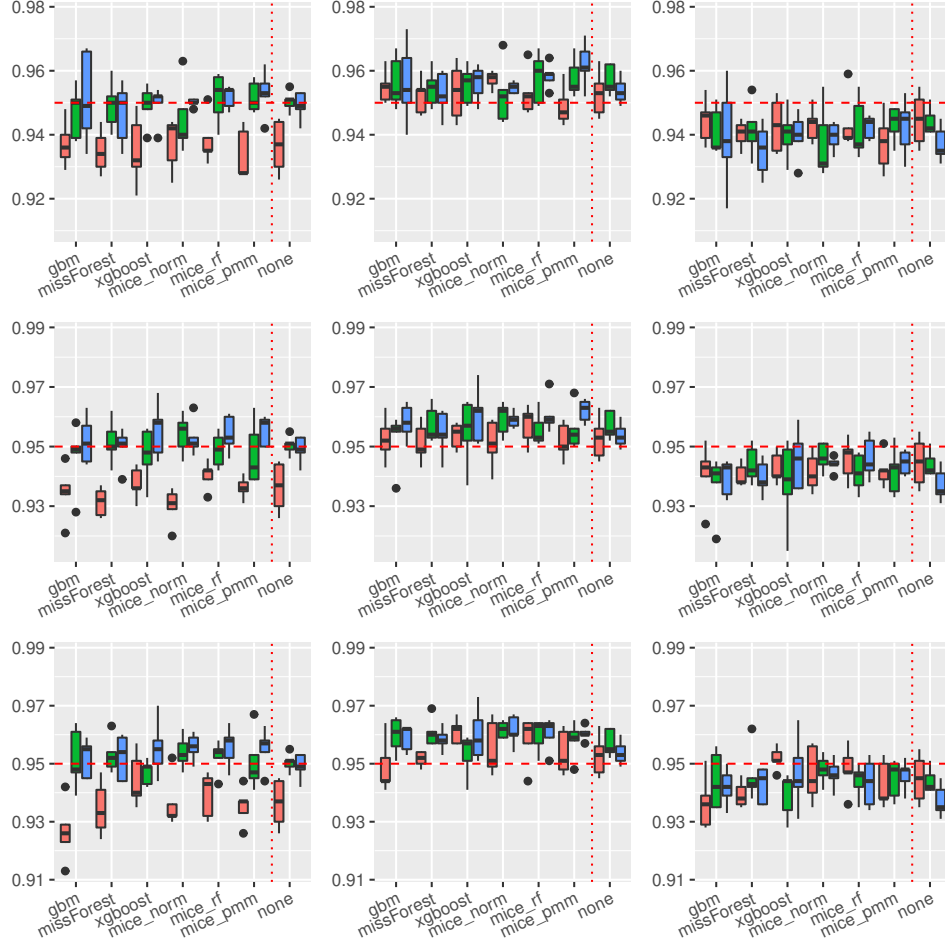 0.98
0.96
0.94
0.92
gbm
missForest
xgboost
mice_norm
mice_rf
mice_pmm
none
0.98
0.96
0.94
0.92
gbm
missForest
xgboost
mice_norm
mice_rf
mice_pmm
none
0.98
0.96
0.94
0.92
gbm
missForest
xgboost
mice_norm
mice_rf
mice_pmm
none
0.99
0.97
0.95
0.93
gbm
missForest
xgboost
mice_norm
mice_rf
mice_pmm
none
0.99
0.97
0.95
0.93
gbm
missForest
xgboost
mice_norm
mice_rf
mice_pmm
none
0.99
0.97
0.95
0.93
gbm
missForest
xgboost
mice_norm
mice_rf
mice_pmm
none
0.99
0.97
0.95
0.93
0.91
gbm
missForest
xgboost
mice_norm
mice_rf
mice_pmm
none
0.99
0.97
0.95
0.93
0.91
gbm
missForest
xgboost
mice_norm
mice_rf
mice_pmm
none
0.99
0.97
0.95
0.93
0.91
gbm
missForest
xgboost
mice_norm
mice_rf
mice_pmm
none